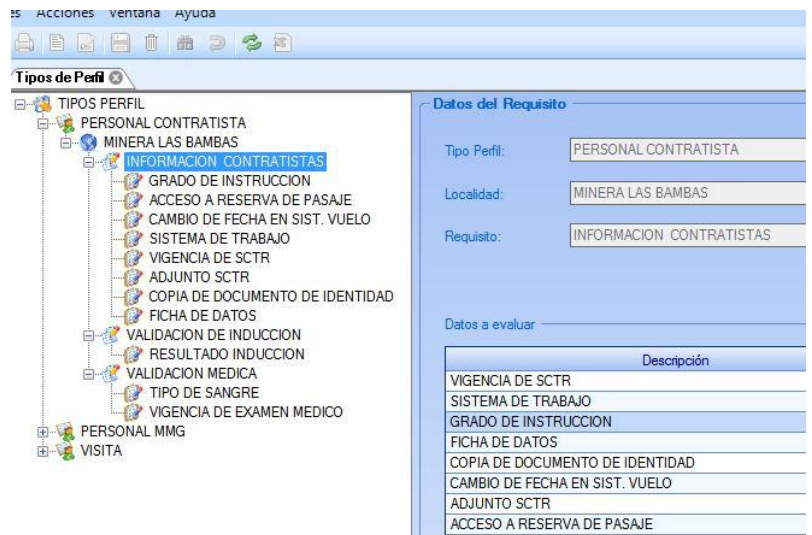 es Acciones Ventana Ayuda
Tipos de Perfil
TIPOS PERFIL
PERSONAL CONTRATISTA
MINERA LAS BAMBAS
INFORMACION CONTRATISTAS
GRADO DE INSTRUCCION
ACCESO A RESERVA DE PASAJE
CAMBIO DE FECHA EN SIST. VUELO
SISTEMA DE TRABAJO
VIGENCIA DE SCTR
ADJUNTO SCTR
COPIA DE DOCUMENTO DE IDENTIDAD
FICHA DE DATOS
VALIDACION DE INDUCCION
RESULTADO INDUCCION
VALIDACION MEDICA
TIPO DE SANGRE
VIGENCIA DE EXAMEN MEDICO
PERSONAL MMG
VISITA
Datos del Requisito
Tipo Perfil: PERSONAL CONTRATISTA
Localidad: MINERA LAS BAMBAS
Requisito: INFORMACION CONTRATISTAS
Datos a evaluar
Descripción
VIGENCIA DE SCTR
SISTEMA DE TRABAJO
GRADO DE INSTRUCCION
FICHA DE DATOS
COPIA DE DOCUMENTO DE IDENTIDAD
CAMBIO DE FECHA EN SIST. VUELO
ADJUNTO SCTR
ACCESO A RESERVA DE PASAJE